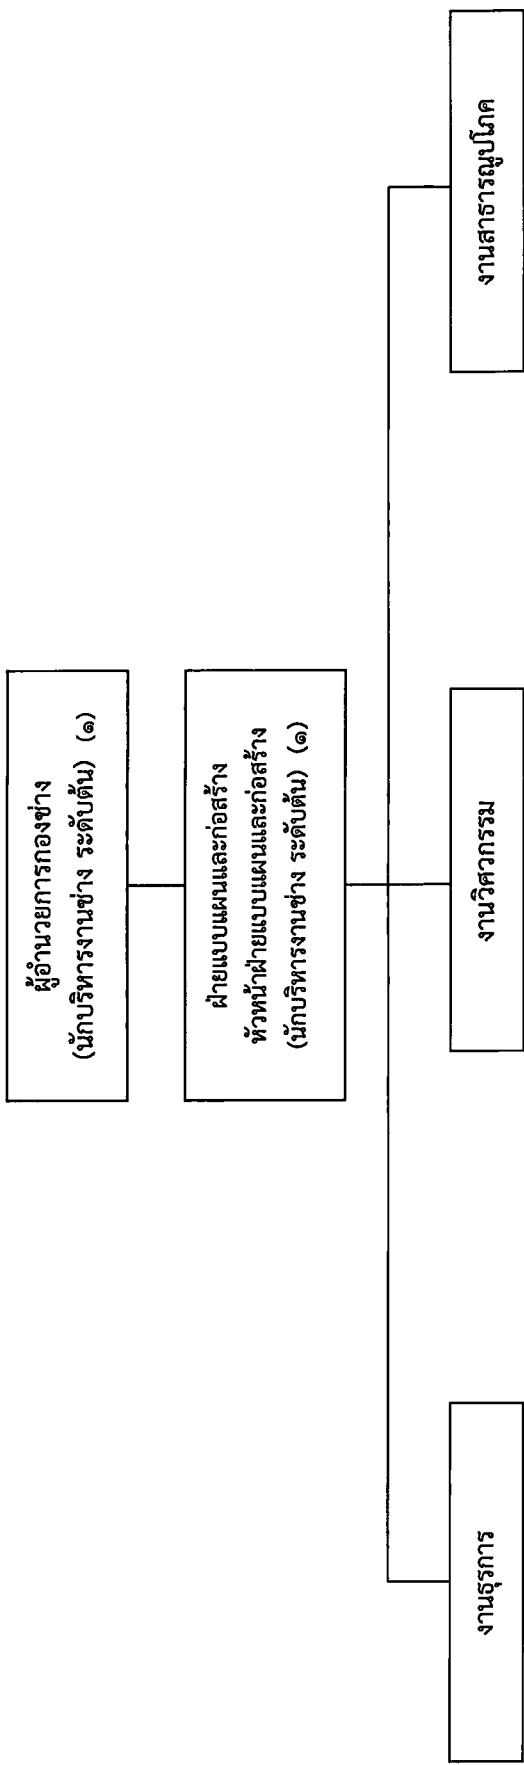 ผู้อำนวยการกองช่าง
(นักบริหารงานช่าง ระดับต้น) (๑)
ฝ่ายแบบแผนและก่อสร้าง
หัวหน้าฝ่ายแบบแผนและก่อสร้าง
(นักบริหารงานช่าง ระดับต้น) (๑)
งานธุรการ
งานวิศวกรรม
งานสาธารณูปโภค